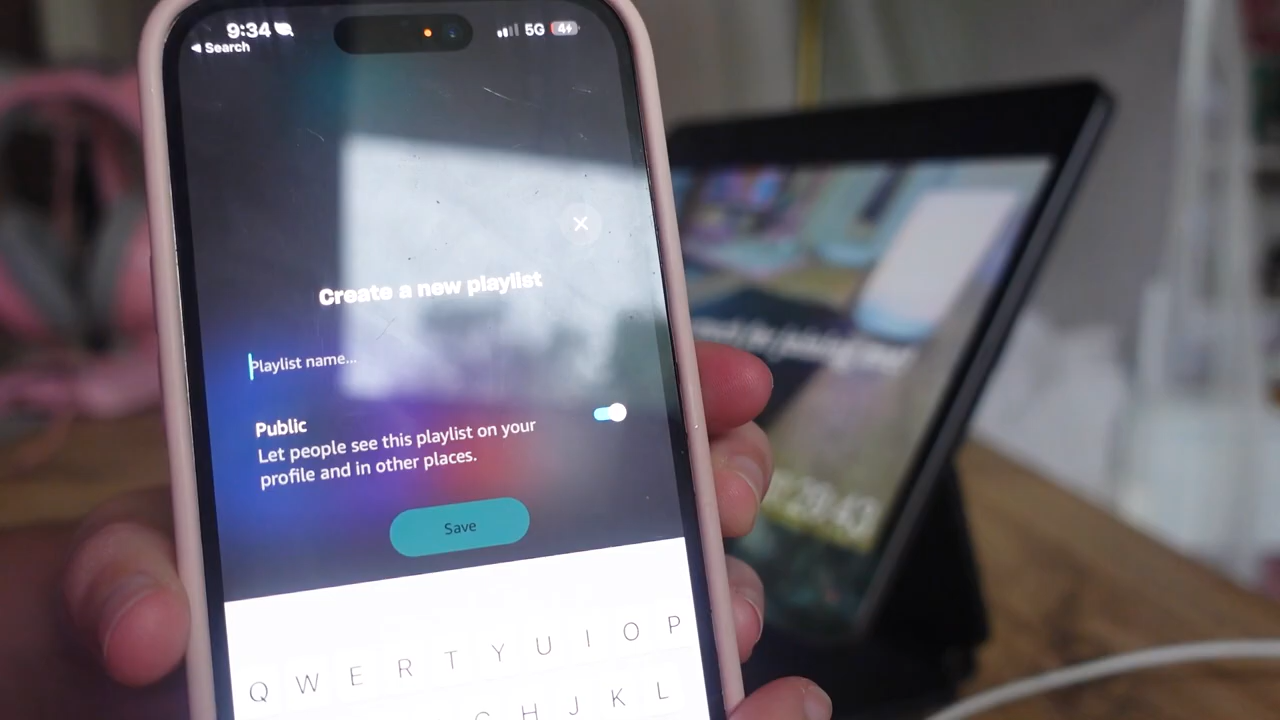 9:34
5G 4
◀ Search
Create a new playlist
Playlist name...
Public
Let people see this playlist on your
profile and in other places.
Save
Q W E R T Y U I O P
G H J K L